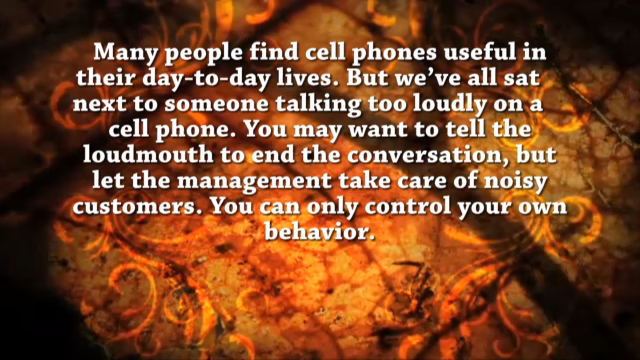 Many people find cell phones useful in
their day-to-day lives. But we’ve all sat
next to someone talking too loudly on a
cell phone. You may want to tell the
loudmouth to end the conversation, but
let the management take care of noisy
customers. You can only control your own
behavior.